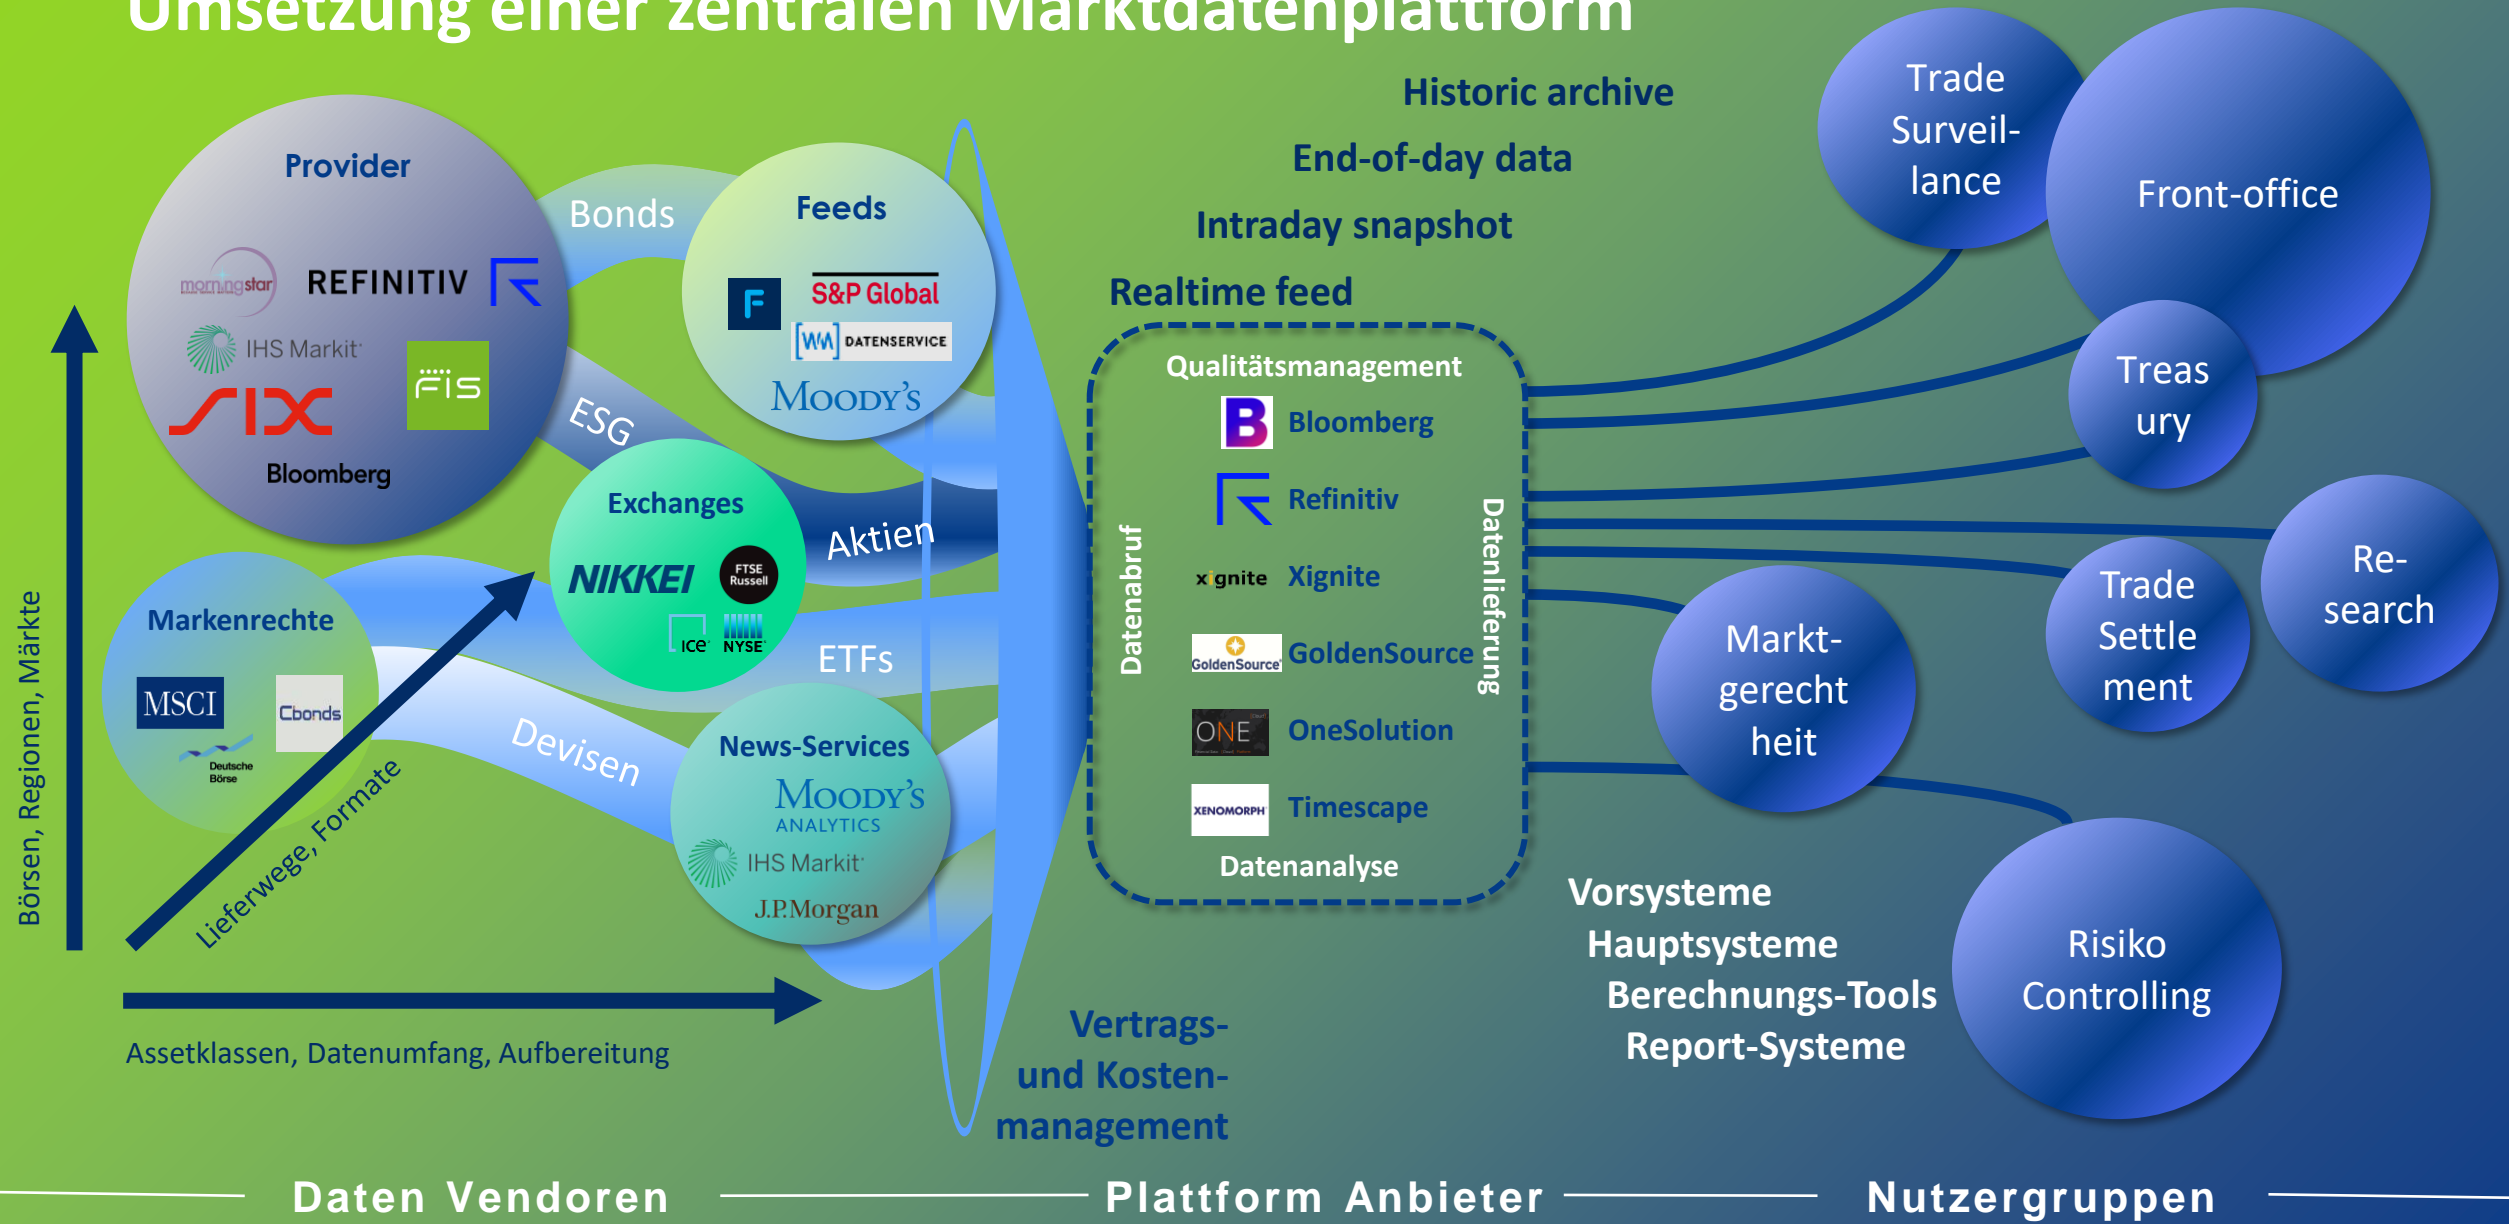 Umsetzung einer zentralen Marktdatenplattform
Provider
morningstar
REFINITIV
IHS Markit
FIS
SIX
Bloomberg
Bonds
Feeds
F
S&P Global
WM DATENSERVICE
MOODY'S
ESG
Exchanges
NIKKEI
FTSE
Russell
ICE
NYSE
Aktien
ETFs
Markenrechte
MSCI
Cbonds
Deutsche
Börse
Devisen
News-Services
MOODY'S
ANALYTICS
IHS Markit
J.P.Morgan
Börsen, Regionen, Märkte
Lieferwege, Formate
Assetklassen, Datenumfang, Aufbereitung
Historic archive
End-of-day data
Intraday snapshot
Realtime feed
Qualitätsmanagement
Datenabruf
B Bloomberg
Refinitiv
xignite Xignite
GoldenSource GoldenSource
ONE OneSolution
XENOMORPH Timescape
Datenlieferung
Datenanalyse
Vertrags-
und Kosten-
management
Trade
Surveil-
lance
Front-office
Treas
ury
Re-
search
Trade
Settle
ment
Markt-
gerecht
heit
Risiko
Controlling
Vorsysteme
Hauptsysteme
Berechnungs-Tools
Report-Systeme
Daten Vendoren
Plattform Anbieter
Nutzergruppen